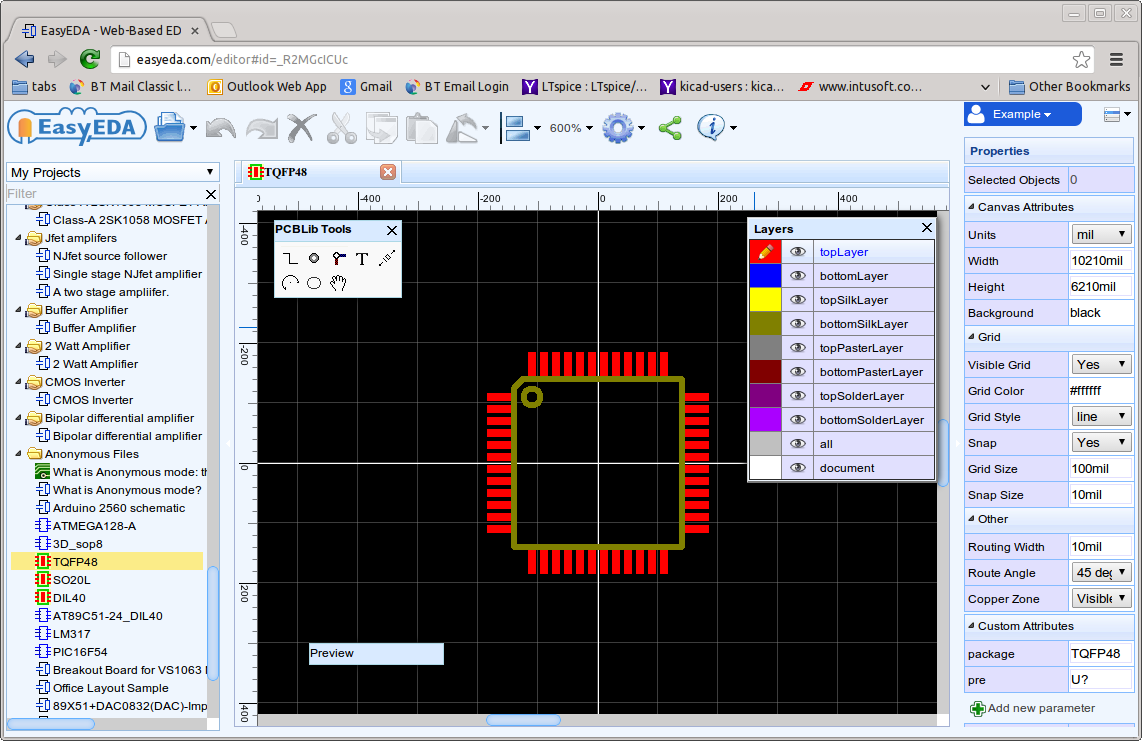 EasyEDA - Web-Based ED
easyeda.com/editor#id=_R2MGcICUc
tabs BT Mail Classic l... Outlook Web App Gmail BT Email Login LTspice : LTspice/... kicad-users : kica... www.intusoft.co... Other Bookmarks
EasyEDA
600%
Example
My Projects
Filter
Class-A 2SK1058 MOSFET A
Jfet amplifers
NJfet source follower
Single stage NJfet amplifier
A two stage ampliifer.
Buffer Amplifier
Buffer Amplifier
2 Watt Amplifier
2 Watt Amplifier
CMOS Inverter
CMOS Inverter
Bipolar differential amplifier
Bipolar differential amplifier
Anonymous Files
What is Anonymous mode: th
What is Anonymous mode?
Arduino 2560 schematic
ATMEGA128-A
3D_sop8
TQFP48
SO20L
DIL40
AT89C51-24_DIL40
LM317
PIC16F54
Breakout Board for VS1063
Office Layout Sample
89X51+DAC0832(DAC)-Imp
TQFP48
-400 -200 0 200 400
-400
-200
0
200
400
PCBLib Tools
T
Preview
Layers
topLayer
bottomLayer
topSilkLayer
bottomSilkLayer
topPasterLayer
bottomPasterLayer
topSolderLayer
bottomSolderLayer
all
document
Properties
Selected Objects 0
Canvas Attributes
Units mil
Width 10210mil
Height 6210mil
Background black
Grid
Visible Grid Yes
Grid Color #ffffff
Grid Style line
Snap Yes
Grid Size 100mil
Snap Size 10mil
Other
Routing Width 10mil
Route Angle 45 deg
Copper Zone Visible
Custom Attributes
package TQFP48
pre U?
Add new parameter